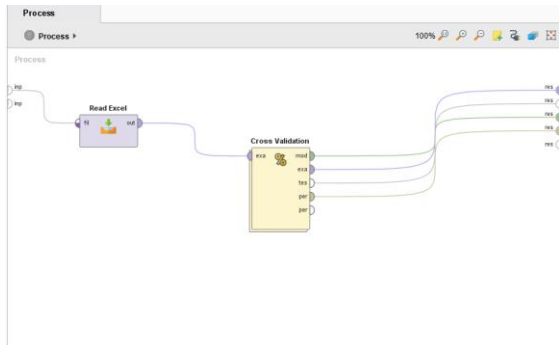 Process
Process
100%
Process
inp
inp
Read Excel
fil
out
Cross Validation
exa
mod
exa
tes
per
per
res
res
res
res
res